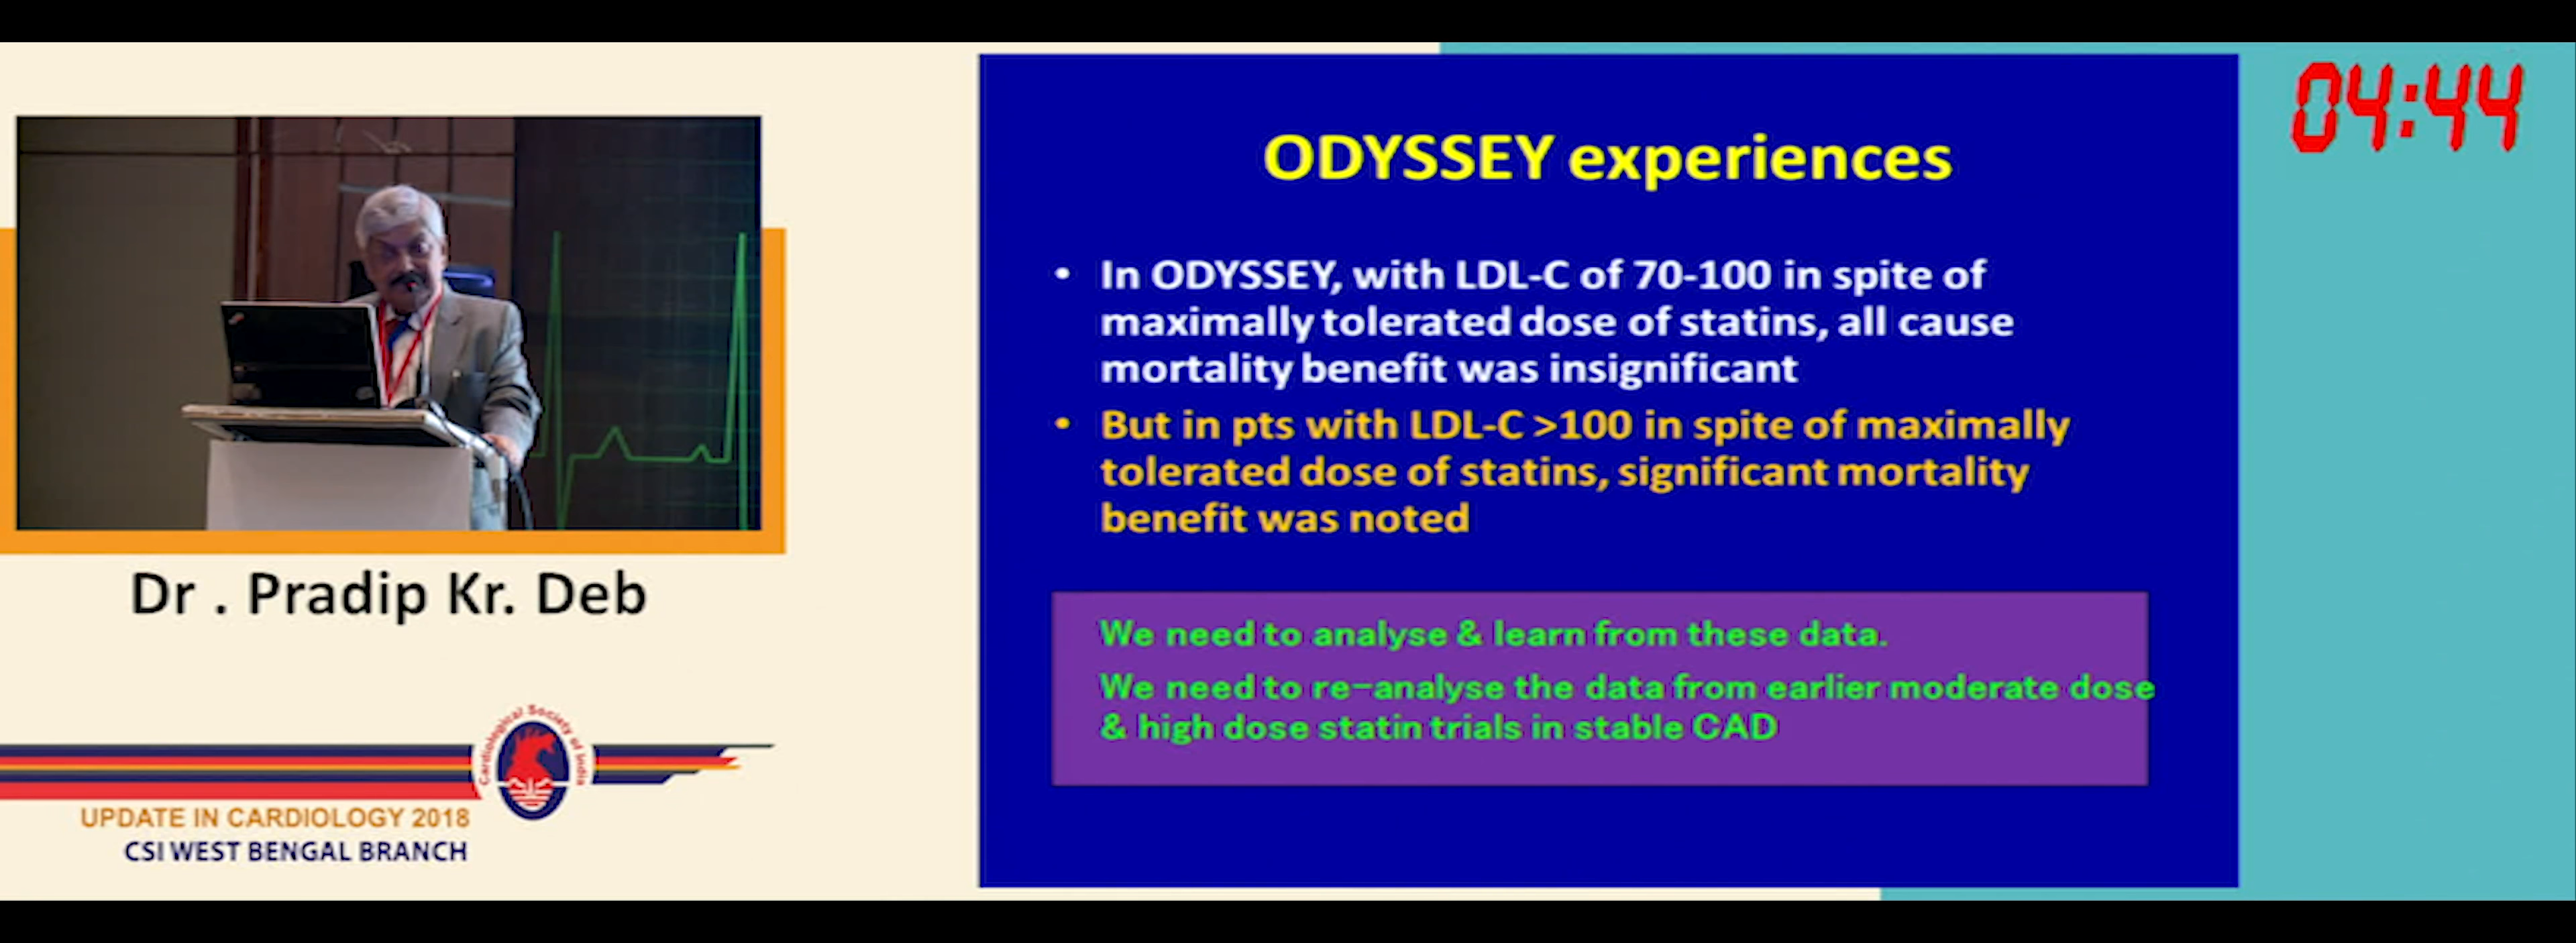 04:44
ODYSSEY experiences
• In ODYSSEY, with LDL-C of 70-100 in spite of
maximally tolerated dose of statins, all cause
mortality benefit was insignificant
• But in pts with LDL-C >100 in spite of maximally
tolerated dose of statins, significant mortality
benefit was noted
We need to analyse & learn from these data.
We need to re-analyse the data from earlier moderate dose
& high dose statin trials in stable CAD
Dr . Pradip Kr. Deb
Cardiological Society of India
UPDATE IN CARDIOLOGY 2018
CSI WEST BENGAL BRANCH